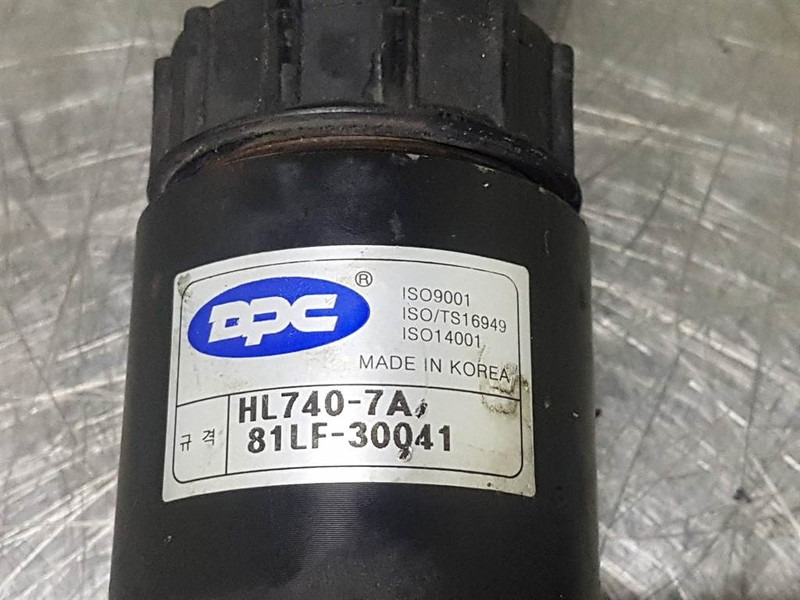 DPC ®
ISO9001
ISO/TS16949
ISO14001
MADE IN KOREA
규격
HL740-7A,
81LF-30041